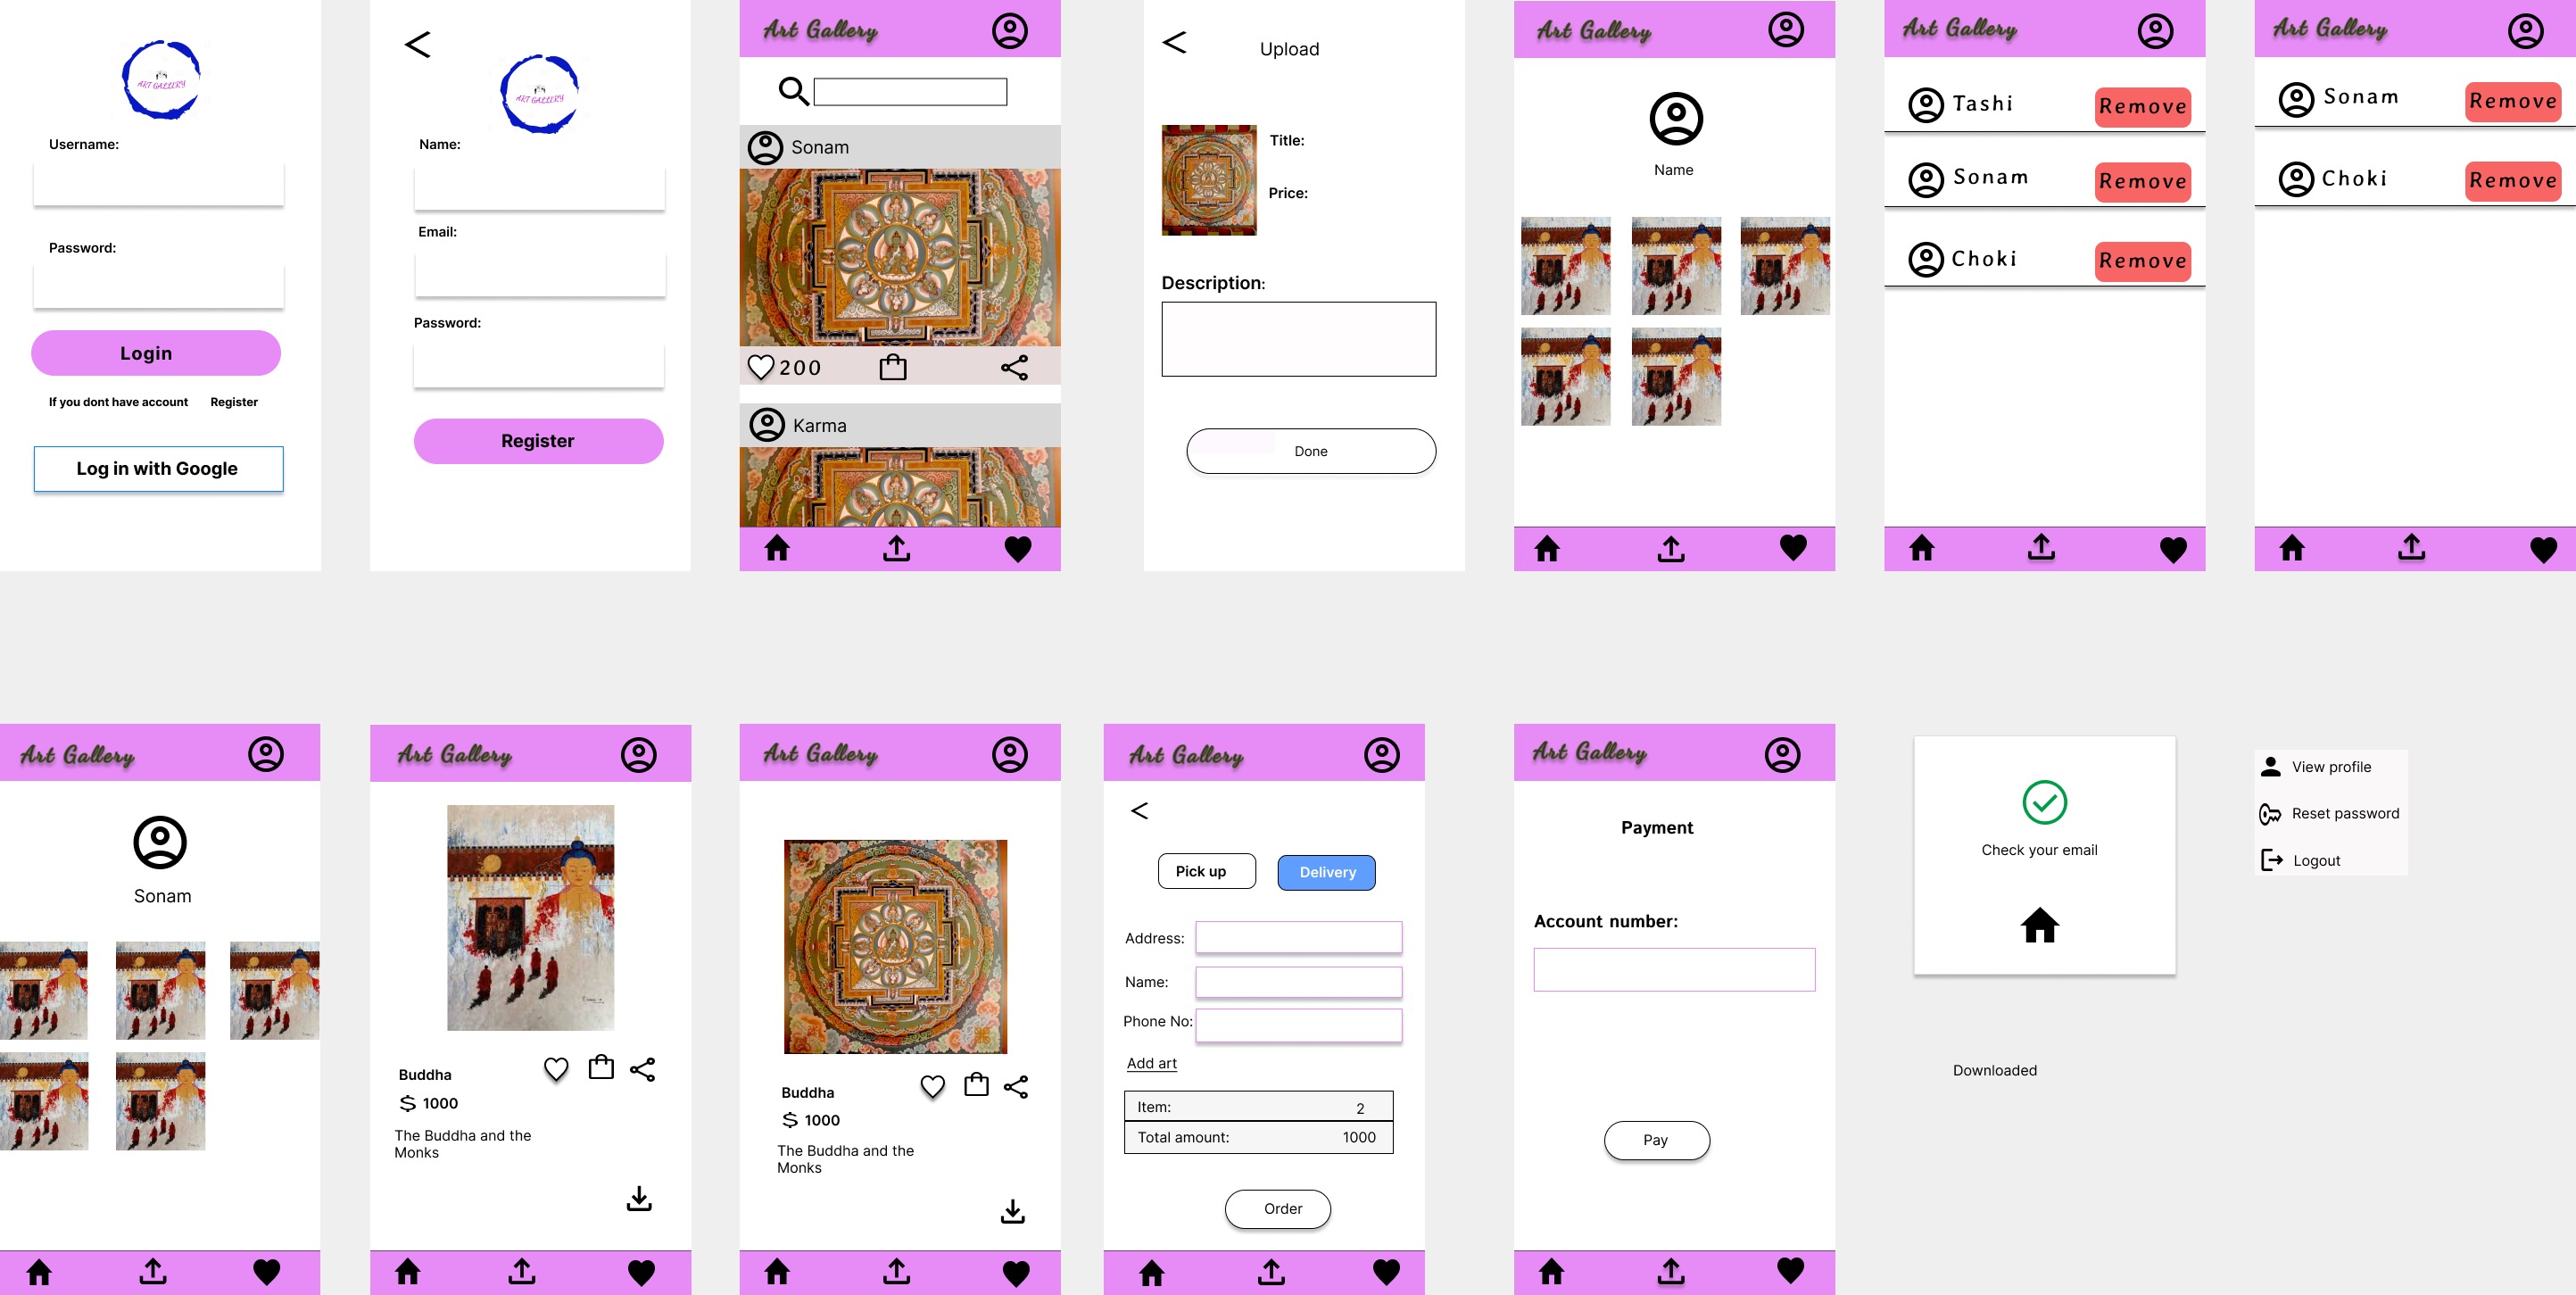 ART GALLERY
Username:
Password:
Login
If you dont have account Register
Log in with Google
<
ART GALLERY
Name:
Email:
Password:
Register
Art Gallery
Sonam
200
Karma
<
Upload
Title:
Price:
Description:
Done
Art Gallery
Name
Art Gallery
Tashi Remove
Sonam Remove
Choki Remove
Art Gallery
Sonam Remove
Choki Remove
Art Gallery
Sonam
Art Gallery
Buddha
$ 1000
The Buddha and the
Monks
Art Gallery
Buddha
$ 1000
The Buddha and the
Monks
Art Gallery
<
Pick up Delivery
Address:
Name:
Phone No:
Add art
Item: 2
Total amount: 1000
Order
Art Gallery
Payment
Account number:
Pay
Check your email
Downloaded
View profile
Reset password
Logout